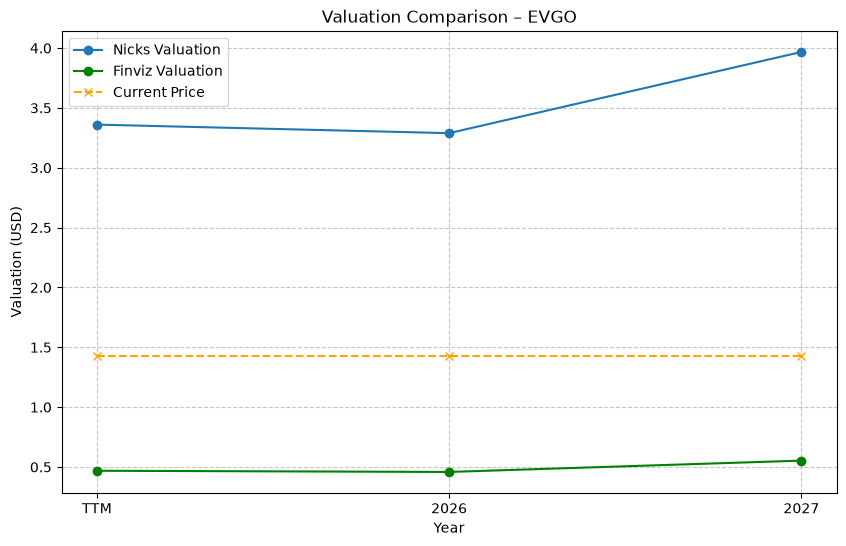 Valuation Comparison – EVGO
Nicks Valuation
Finviz Valuation
Current Price
Valuation (USD)
4.0
3.5
3.0
2.5
2.0
1.5
1.0
0.5
TTM
2026
2027
Year